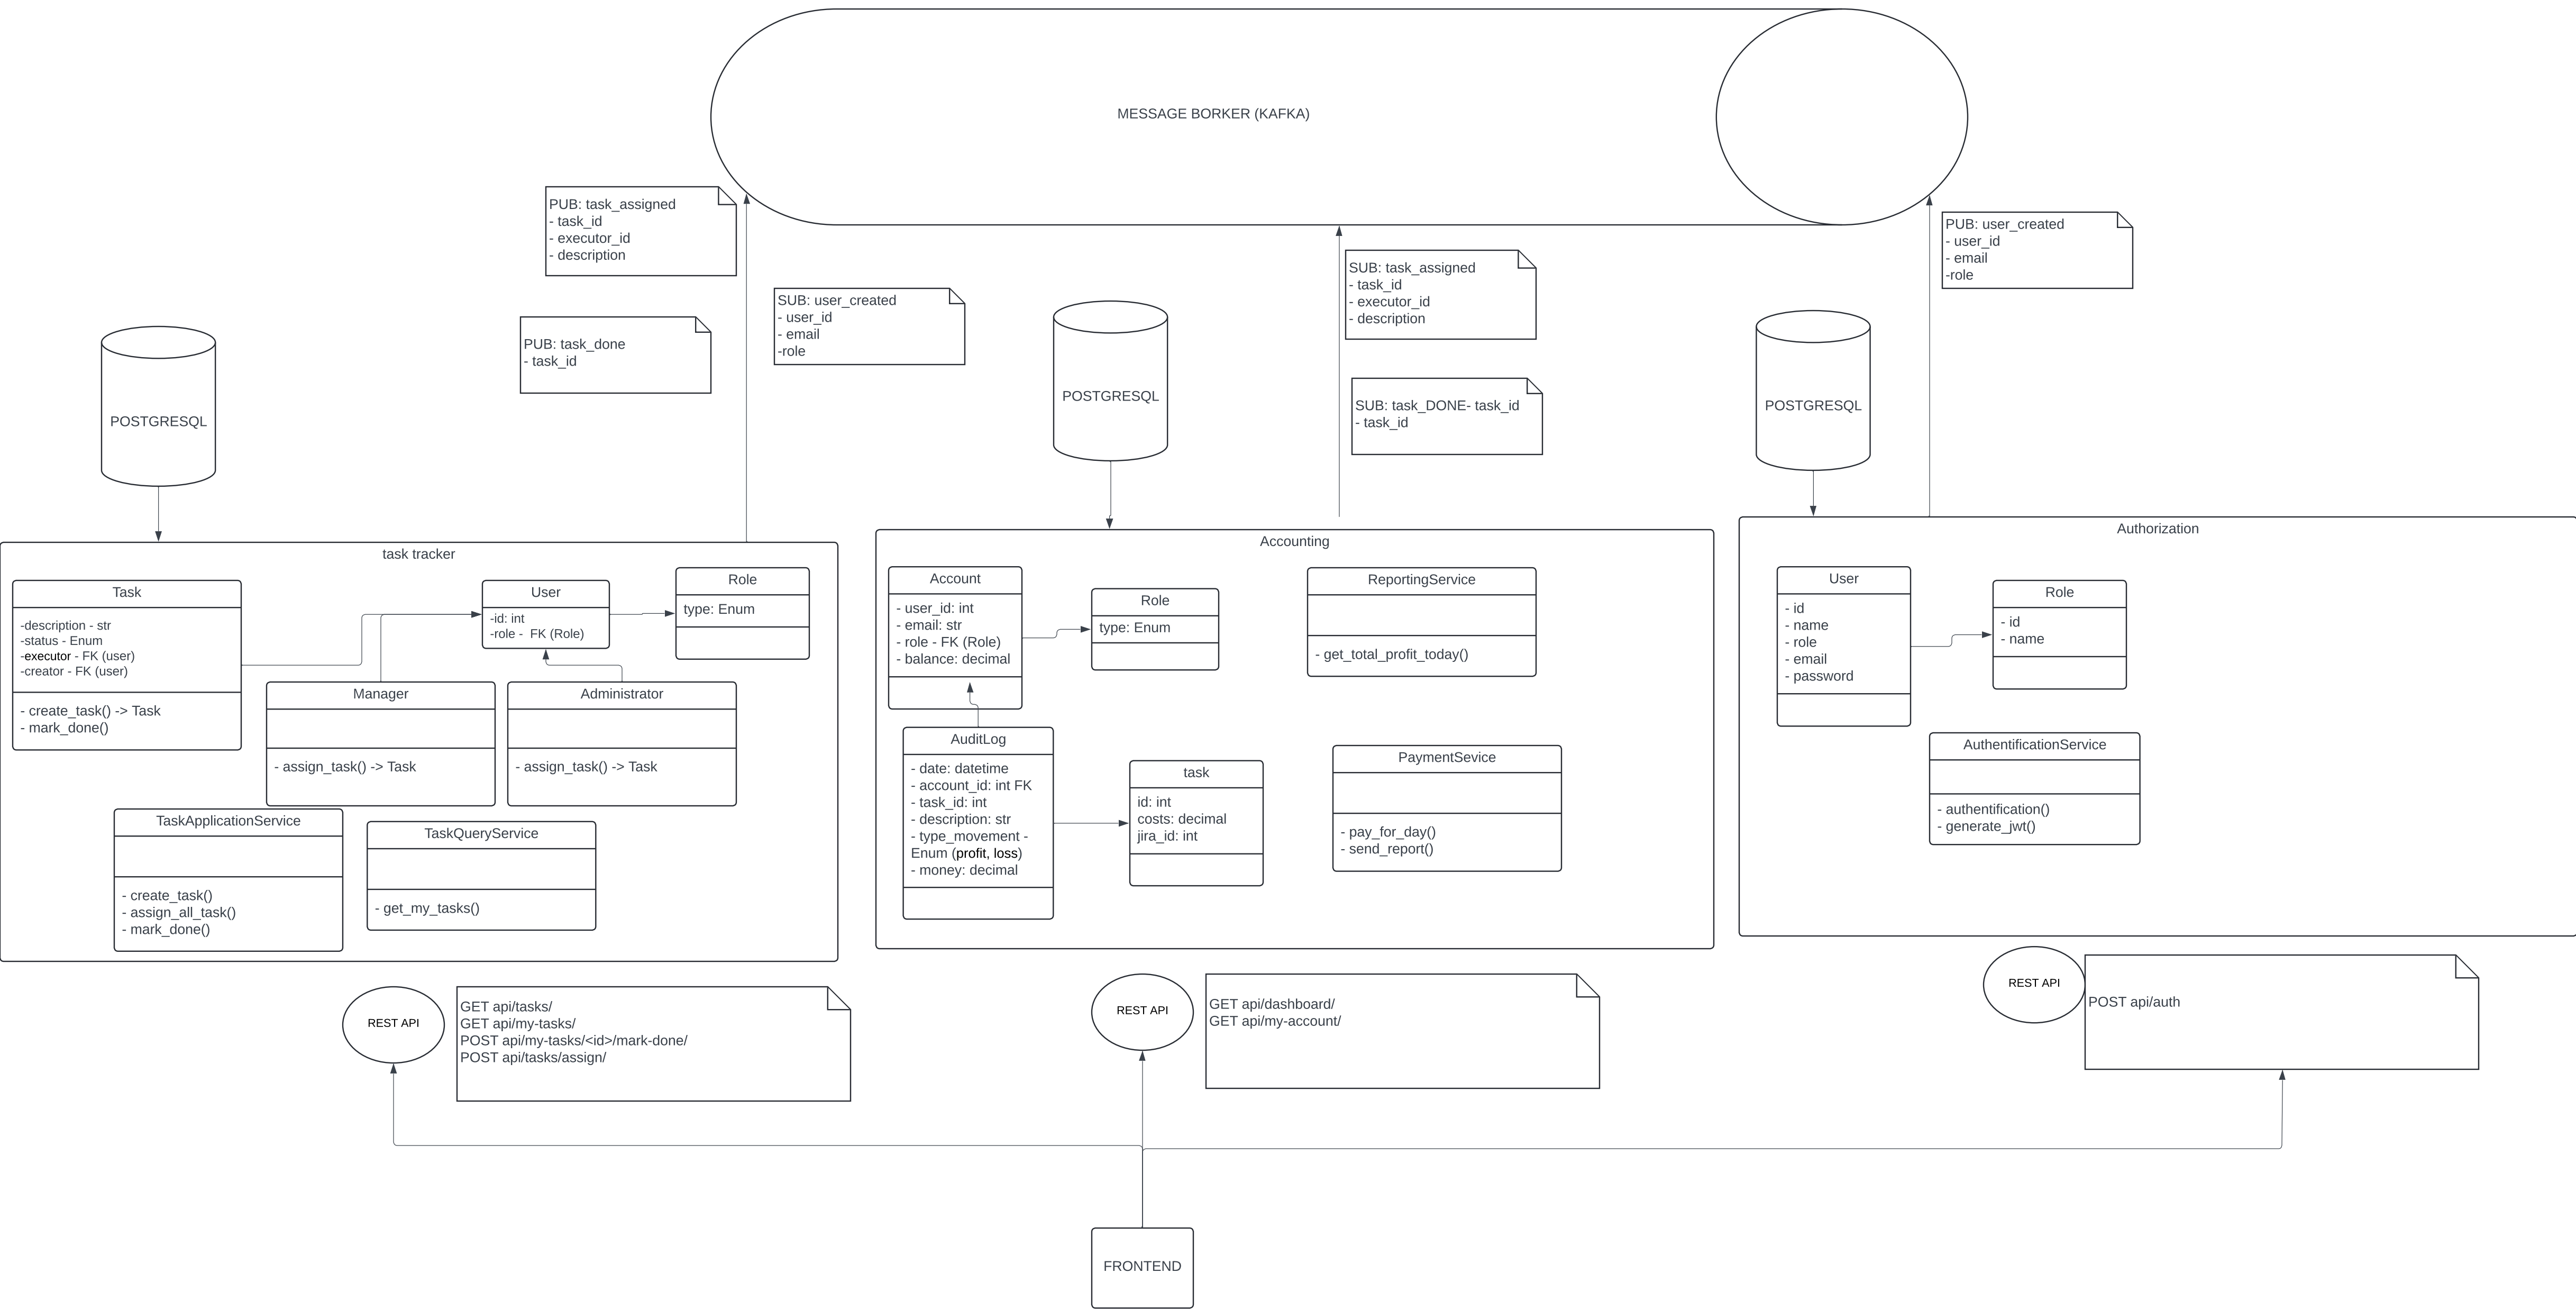 MESSAGE BORKER (KAFKA)
PUB: task_assigned
- task_id
- executor_id
- description
PUB: task_done
- task_id
SUB: user_created
- user_id
- email
-role
SUB: task_assigned
- task_id
- executor_id
- description
SUB: task_DONE- task_id
- task_id
PUB: user_created
- user_id
- email
-role
POSTGRESQL
POSTGRESQL
POSTGRESQL
task tracker
Task
-description - str
-status - Enum
-executor - FK (user)
-creator - FK (user)
- create_task() -> Task
- mark_done()
User
-id: int
-role -  FK (Role)
Role
type: Enum
Manager
- assign_task() -> Task
Administrator
- assign_task() -> Task
TaskApplicationService
- create_task()
- assign_all_task()
- mark_done()
TaskQueryService
- get_my_tasks()
Accounting
Account
- user_id: int
- email: str
- role - FK (Role)
- balance: decimal
Role
type: Enum
ReportingService
- get_total_profit_today()
AuditLog
- date: datetime
- account_id: int FK
- task_id: int
- description: str
- type_movement -
Enum (profit, loss)
- money: decimal
task
id: int
costs: decimal
jira_id: int
PaymentSevice
- pay_for_day()
- send_report()
Authorization
User
- id
- name
- role
- email
- password
Role
- id
- name
AuthentificationService
- authentification()
- generate_jwt()
REST API
GET api/tasks/
GET api/my-tasks/
POST api/my-tasks/<id>/mark-done/
POST api/tasks/assign/
REST API
GET api/dashboard/
GET api/my-account/
REST API
POST api/auth
FRONTEND